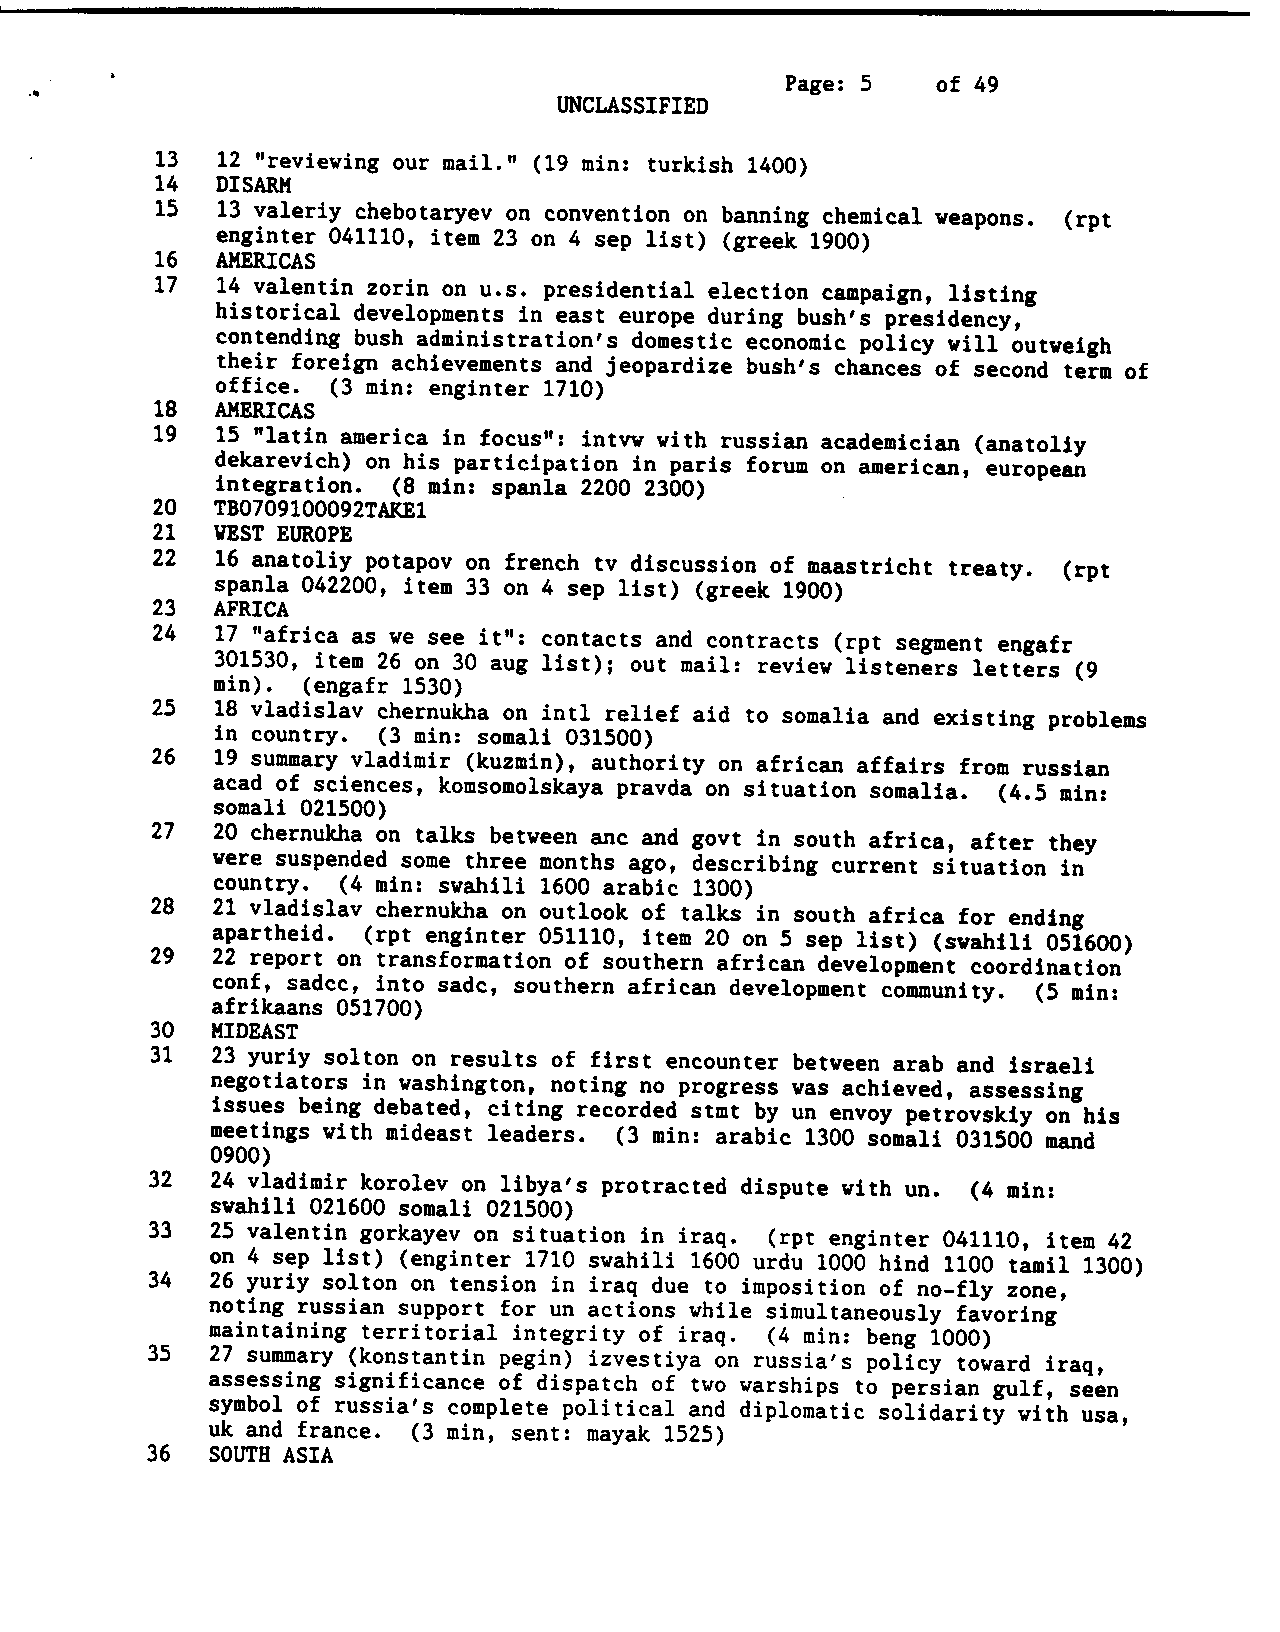 Page: 5 of 49
UNCLASSIFIED
13 12 "reviewing our mail." (19 min: turkish 1400)
14 DISARM
15 13 valeriy chebotaryev on convention on banning chemical weapons. (rpt
enginter 041110, item 23 on 4 sep list) (greek 1900)
16 AMERICAS
17 14 valentin zorin on u.s. presidential election campaign, listing
historical developments in east europe during bush's presidency,
contending bush administration's domestic economic policy will outweigh
their foreign achievements and jeopardize bush's chances of second term of
office. (3 min: enginter 1710)
18 AMERICAS
19 15 "latin america in focus": intvw with russian academician (anatoliy
dekarevich) on his participation in paris forum on american, european
integration. (8 min: spanla 2200 2300)
20 TB0709100092TAKE1
21 WEST EUROPE
22 16 anatoliy potapov on french tv discussion of maastricht treaty. (rpt
spanla 042200, item 33 on 4 sep list) (greek 1900)
23 AFRICA
24 17 "africa as we see it": contacts and contracts (rpt segment engafr
301530, item 26 on 30 aug list); out mail: review listeners letters (9
min). (engafr 1530)
25 18 vladislav chernukha on intl relief aid to somalia and existing problems
in country. (3 min: somali 031500)
26 19 summary vladimir (kuzmin), authority on african affairs from russian
acad of sciences, komsomolskaya pravda on situation somalia. (4.5 min:
somali 021500)
27 20 chernukha on talks between anc and govt in south africa, after they
were suspended some three months ago, describing current situation in
country. (4 min: swahili 1600 arabic 1300)
28 21 vladislav chernukha on outlook of talks in south africa for ending
apartheid. (rpt enginter 051110, item 20 on 5 sep list) (swahili 051600)
29 22 report on transformation of southern african development coordination
conf, sadcc, into sadc, southern african development community. (5 min:
afrikaans 051700)
30 MIDEAST
31 23 yuriy solton on results of first encounter between arab and israeli
negotiators in washington, noting no progress was achieved, assessing
issues being debated, citing recorded stmt by un envoy petrovskiy on his
meetings with mideast leaders. (3 min: arabic 1300 somali 031500 mand
0900)
32 24 vladimir korolev on libya's protracted dispute with un. (4 min:
swahili 021600 somali 021500)
33 25 valentin gorkayev on situation in iraq. (rpt enginter 041110, item 42
on 4 sep list) (enginter 1710 swahili 1600 urdu 1000 hind 1100 tamil 1300)
34 26 yuriy solton on tension in iraq due to imposition of no-fly zone,
noting russian support for un actions while simultaneously favoring
maintaining territorial integrity of iraq. (4 min: beng 1000)
35 27 summary (konstantin pegin) izvestiya on russia's policy toward iraq,
assessing significance of dispatch of two warships to persian gulf, seen
symbol of russia's complete political and diplomatic solidarity with usa,
uk and france. (3 min, sent: mayak 1525)
36 SOUTH ASIA